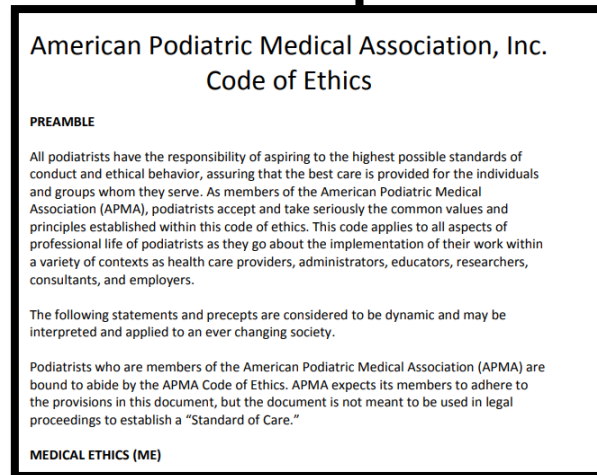 American Podiatric Medical Association, Inc.
Code of Ethics
PREAMBLE
All podiatrists have the responsibility of aspiring to the highest possible standards of
conduct and ethical behavior, assuring that the best care is provided for the individuals
and groups whom they serve. As members of the American Podiatric Medical
Association (APMA), podiatrists accept and take seriously the common values and
principles established within this code of ethics. This code applies to all aspects of
professional life of podiatrists as they go about the implementation of their work within
a variety of contexts as health care providers, administrators, educators, researchers,
consultants, and employers.
The following statements and precepts are considered to be dynamic and may be
interpreted and applied to an ever changing society.
Podiatrists who are members of the American Podiatric Medical Association (APMA) are
bound to abide by the APMA Code of Ethics. APMA expects its members to adhere to
the provisions in this document, but the document is not meant to be used in legal
proceedings to establish a “Standard of Care.”
MEDICAL ETHICS (ME)